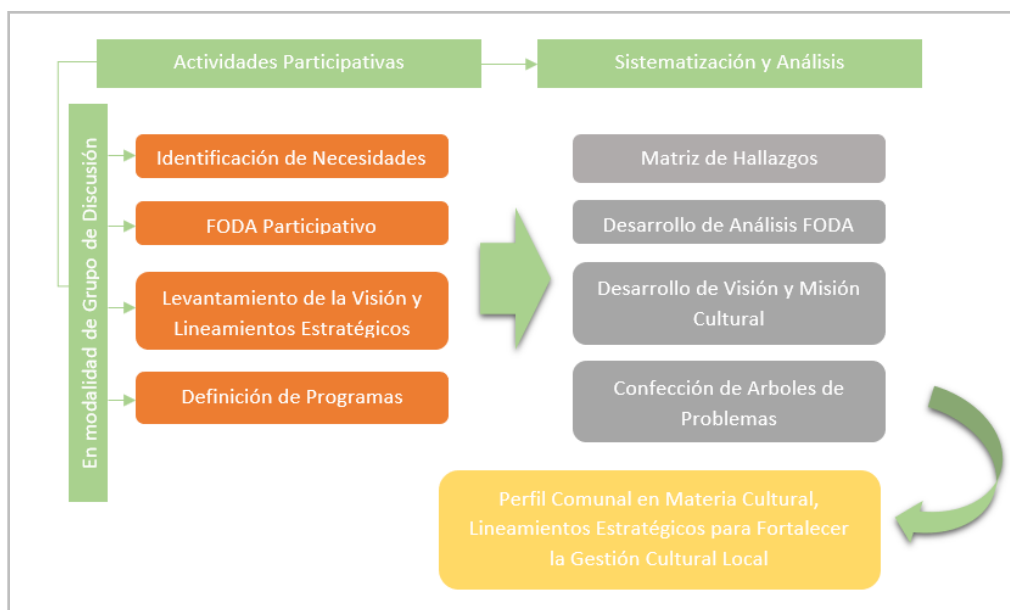 Actividades Participativas
Sistematización y Análisis
En modalidad de Grupo de Discusión
Identificación de Necesidades
FODA Participativo
Levantamiento de la Visión y
Lineamientos Estratégicos
Definición de Programas
Matriz de Hallazgos
Desarrollo de Análisis FODA
Desarrollo de Visión y Misión
Cultural
Confección de Arboles de
Problemas
Perfil Comunal en Materia Cultural,
Lineamientos Estratégicos para Fortalecer
la Gestión Cultural Local